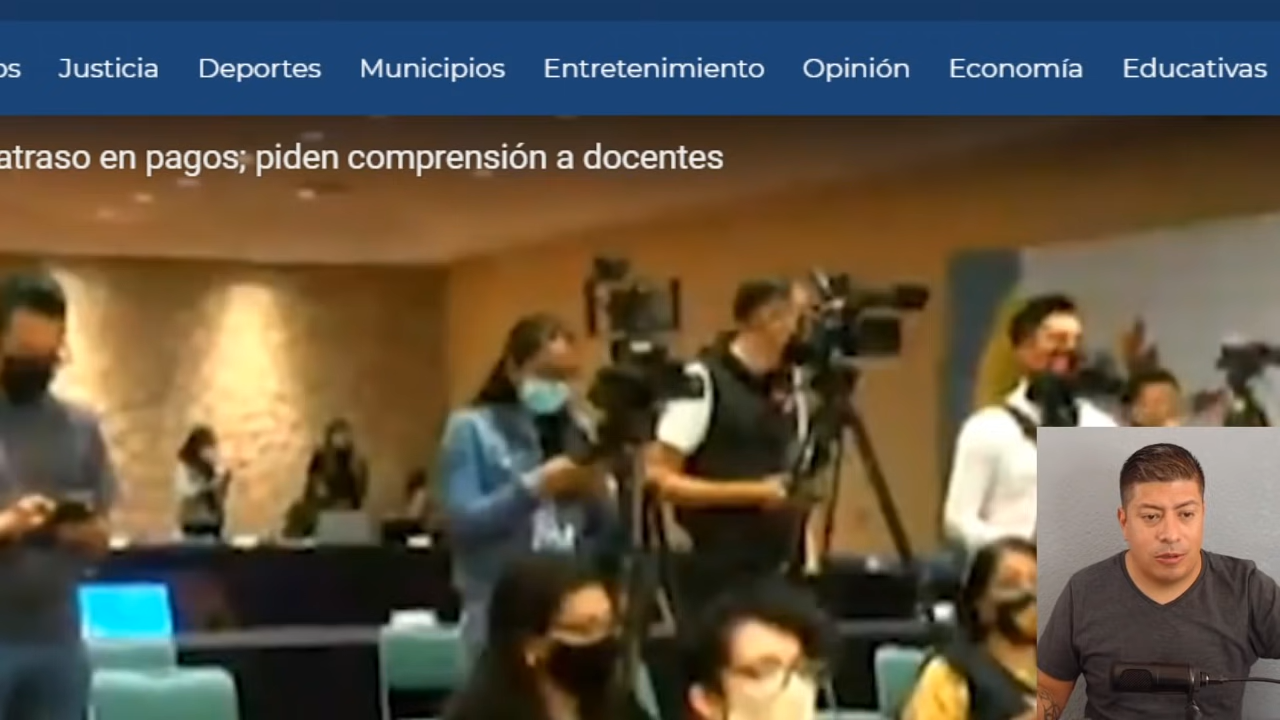 os Justicia Deportes Municipios Entretenimiento Opinión Economía Educativas
atraso en pagos; piden comprensión a docentes